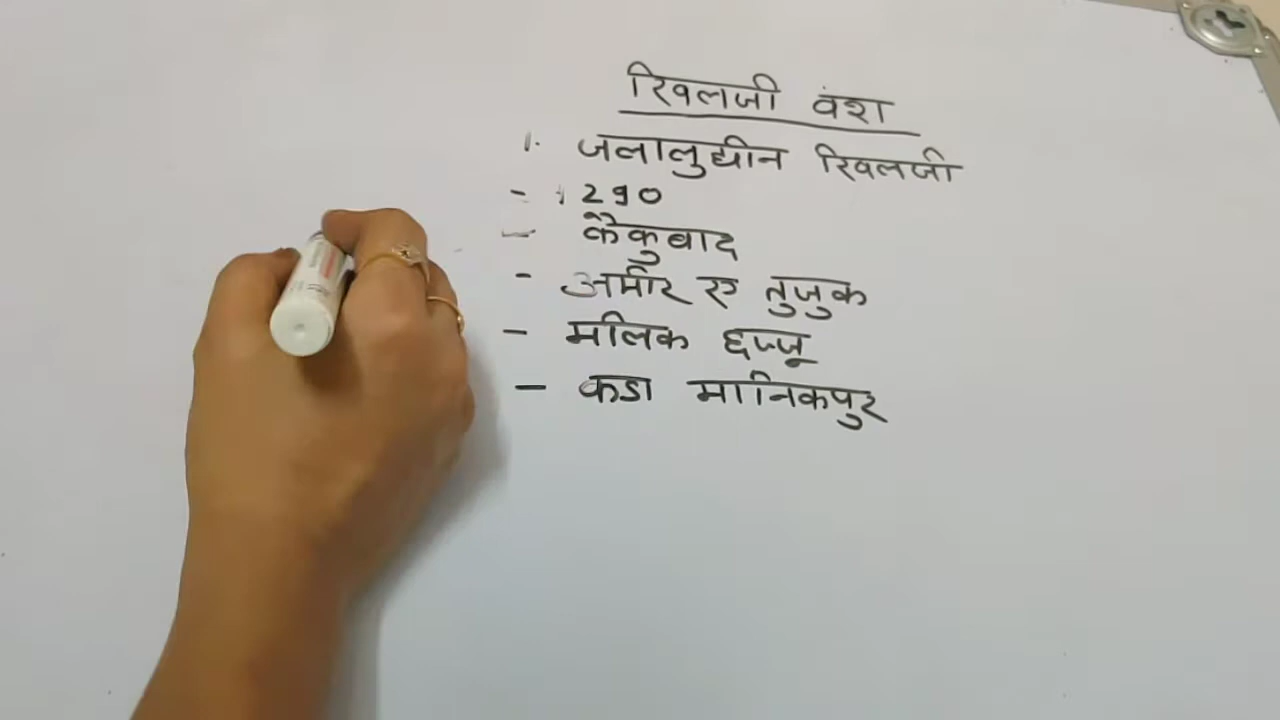 खिलजी वंश
1. जलालुद्दीन खिलजी
- 1290
- कैकुबाद
- अमीर ए तुजुक
- मलिक छज्जू
- कडा मानिकपुर